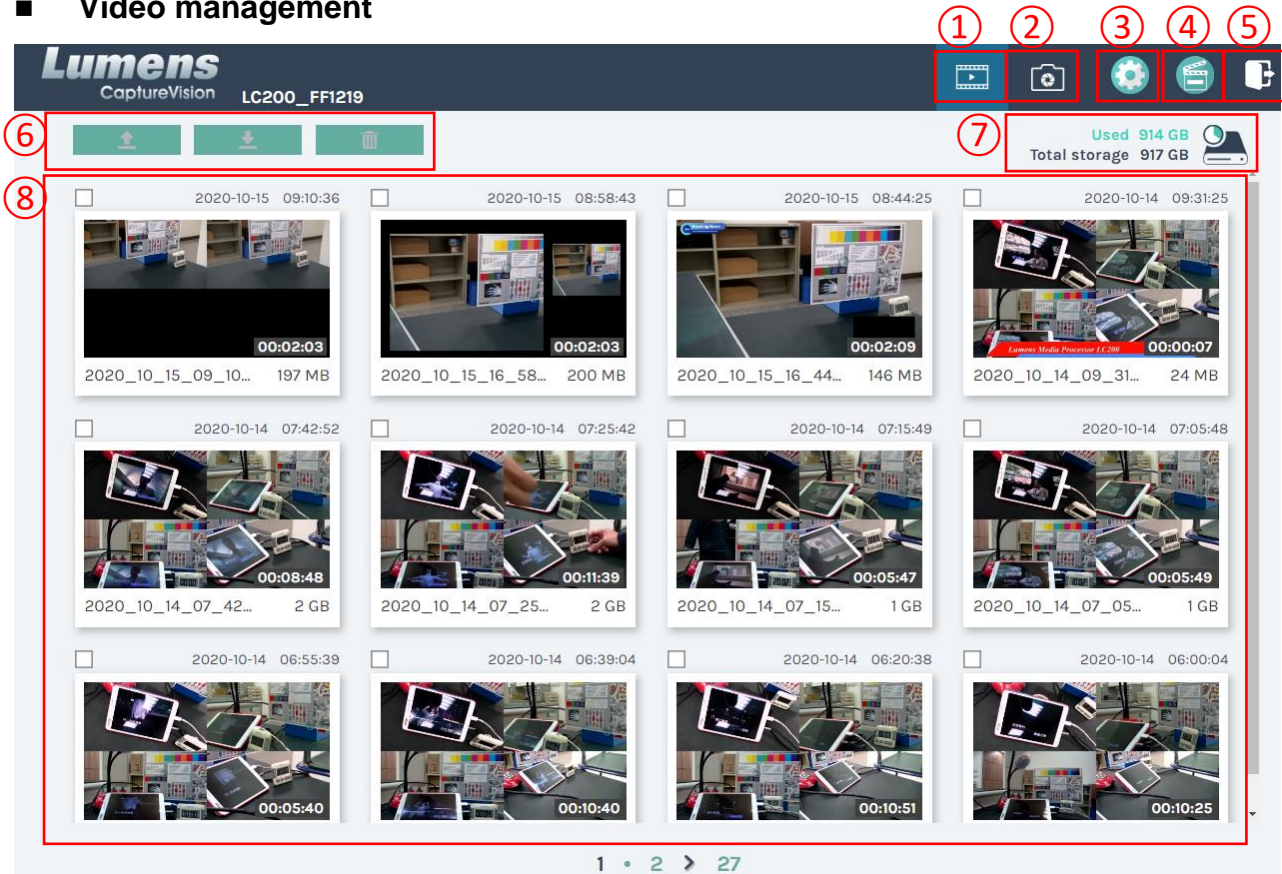 ■ Video management
① ② ③ ④ ⑤
Lumens
CaptureVision LC200_FF1219
⑥
⑦
Used 914 GB
Total storage 917 GB
⑧
2020-10-15 09:10:36
2020-10-15 08:58:43
2020-10-15 08:44:25
2020-10-14 09:31:25
00:02:03
00:02:03
00:02:09
Lumens Media Processor LC200
00:00:07
2020_10_15_09_10... 197 MB
2020_10_15_16_58... 200 MB
2020_10_15_16_44... 146 MB
2020_10_14_09_31... 24 MB
2020-10-14 07:42:52
2020-10-14 07:25:42
2020-10-14 07:15:49
2020-10-14 07:05:48
00:08:48
00:11:39
00:05:47
00:05:49
2020_10_14_07_42... 2 GB
2020_10_14_07_25... 2 GB
2020_10_14_07_15... 1 GB
2020_10_14_07_05... 1 GB
2020-10-14 06:55:39
2020-10-14 06:39:04
2020-10-14 06:20:38
2020-10-14 06:00:04
00:05:40
00:10:40
00:10:51
00:10:25
1 • 2 > 27